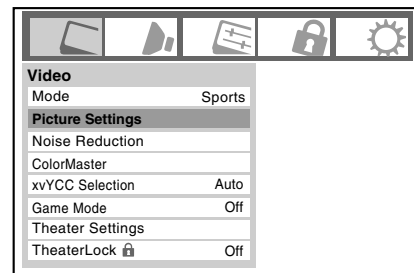 Video
Mode Sports
Picture Settings
Noise Reduction
ColorMaster
xvYCC Selection Auto
Game Mode Off
Theater Settings
TheaterLock Off